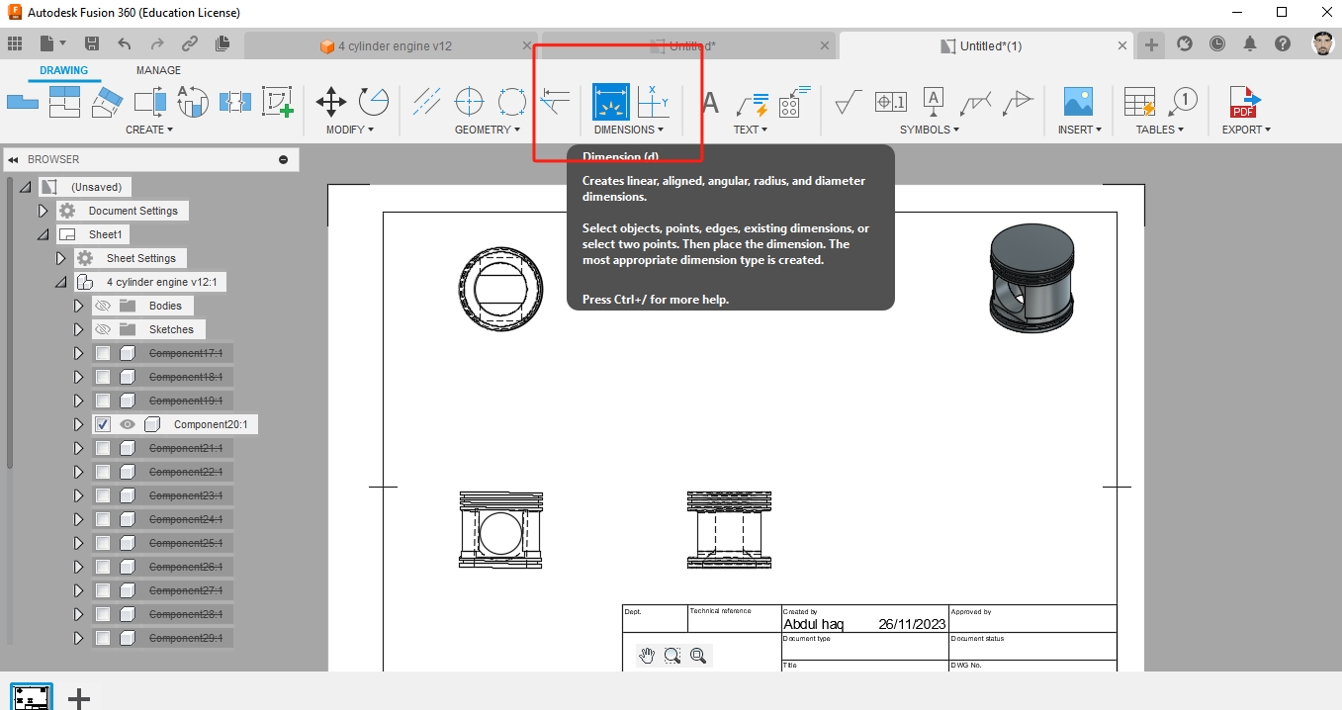 Autodesk Fusion 360 (Education License)
4 cylinder engine v12
Untitled*
Untitled*(1)
DRAWING
MANAGE
CREATE
MODIFY
GEOMETRY
DIMENSIONS
TEXT
SYMBOLS
INSERT
TABLES
EXPORT
BROWSER
Dimension (d)
Creates linear, aligned, angular, radius, and diameter
dimensions.
Select objects, points, edges, existing dimensions, or
select two points. Then place the dimension. The
most appropriate dimension type is created.
Press Ctrl+/ for more help.
(Unsaved)
Document Settings
Sheet1
Sheet Settings
4 cylinder engine v12:1
Bodies
Sketches
Component17:1
Component18:1
Component19:1
Component20:1
Component21:1
Component22:1
Component23:1
Component24:1
Component25:1
Component26:1
Component27:1
Component28:1
Component29:1
Dept.
Technical reference
Created by
Approved by
Abdul haq 26/11/2023
Document type
Document status
Title
DWG No.